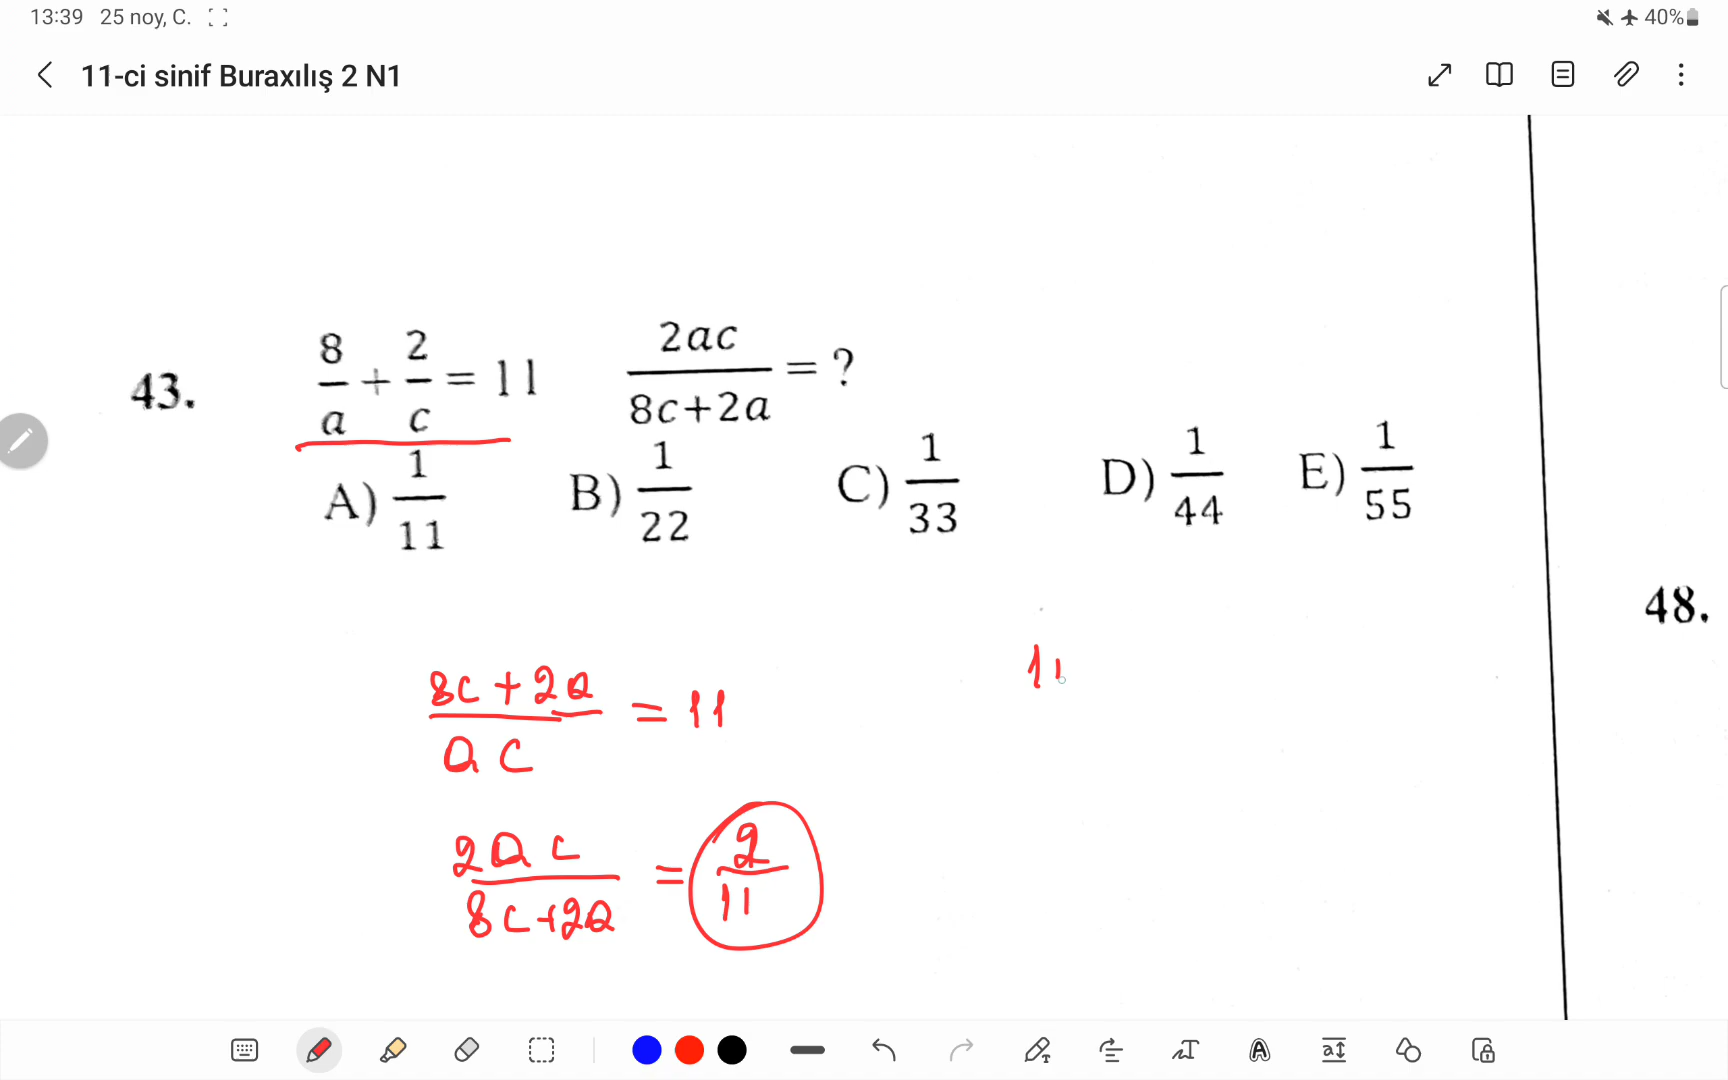 13:39 25 noy, C. 40%
11-ci sinif Buraxılış 2 N1
43. 8/a + 2/c = 11 2ac/(8c+2a) = ?
A) 1/11 B) 1/22 C) 1/33 D) 1/44 E) 1/55
48.
(8c+2a)/(ac) = 11
11
2ac/(8c+2a) = 2/11